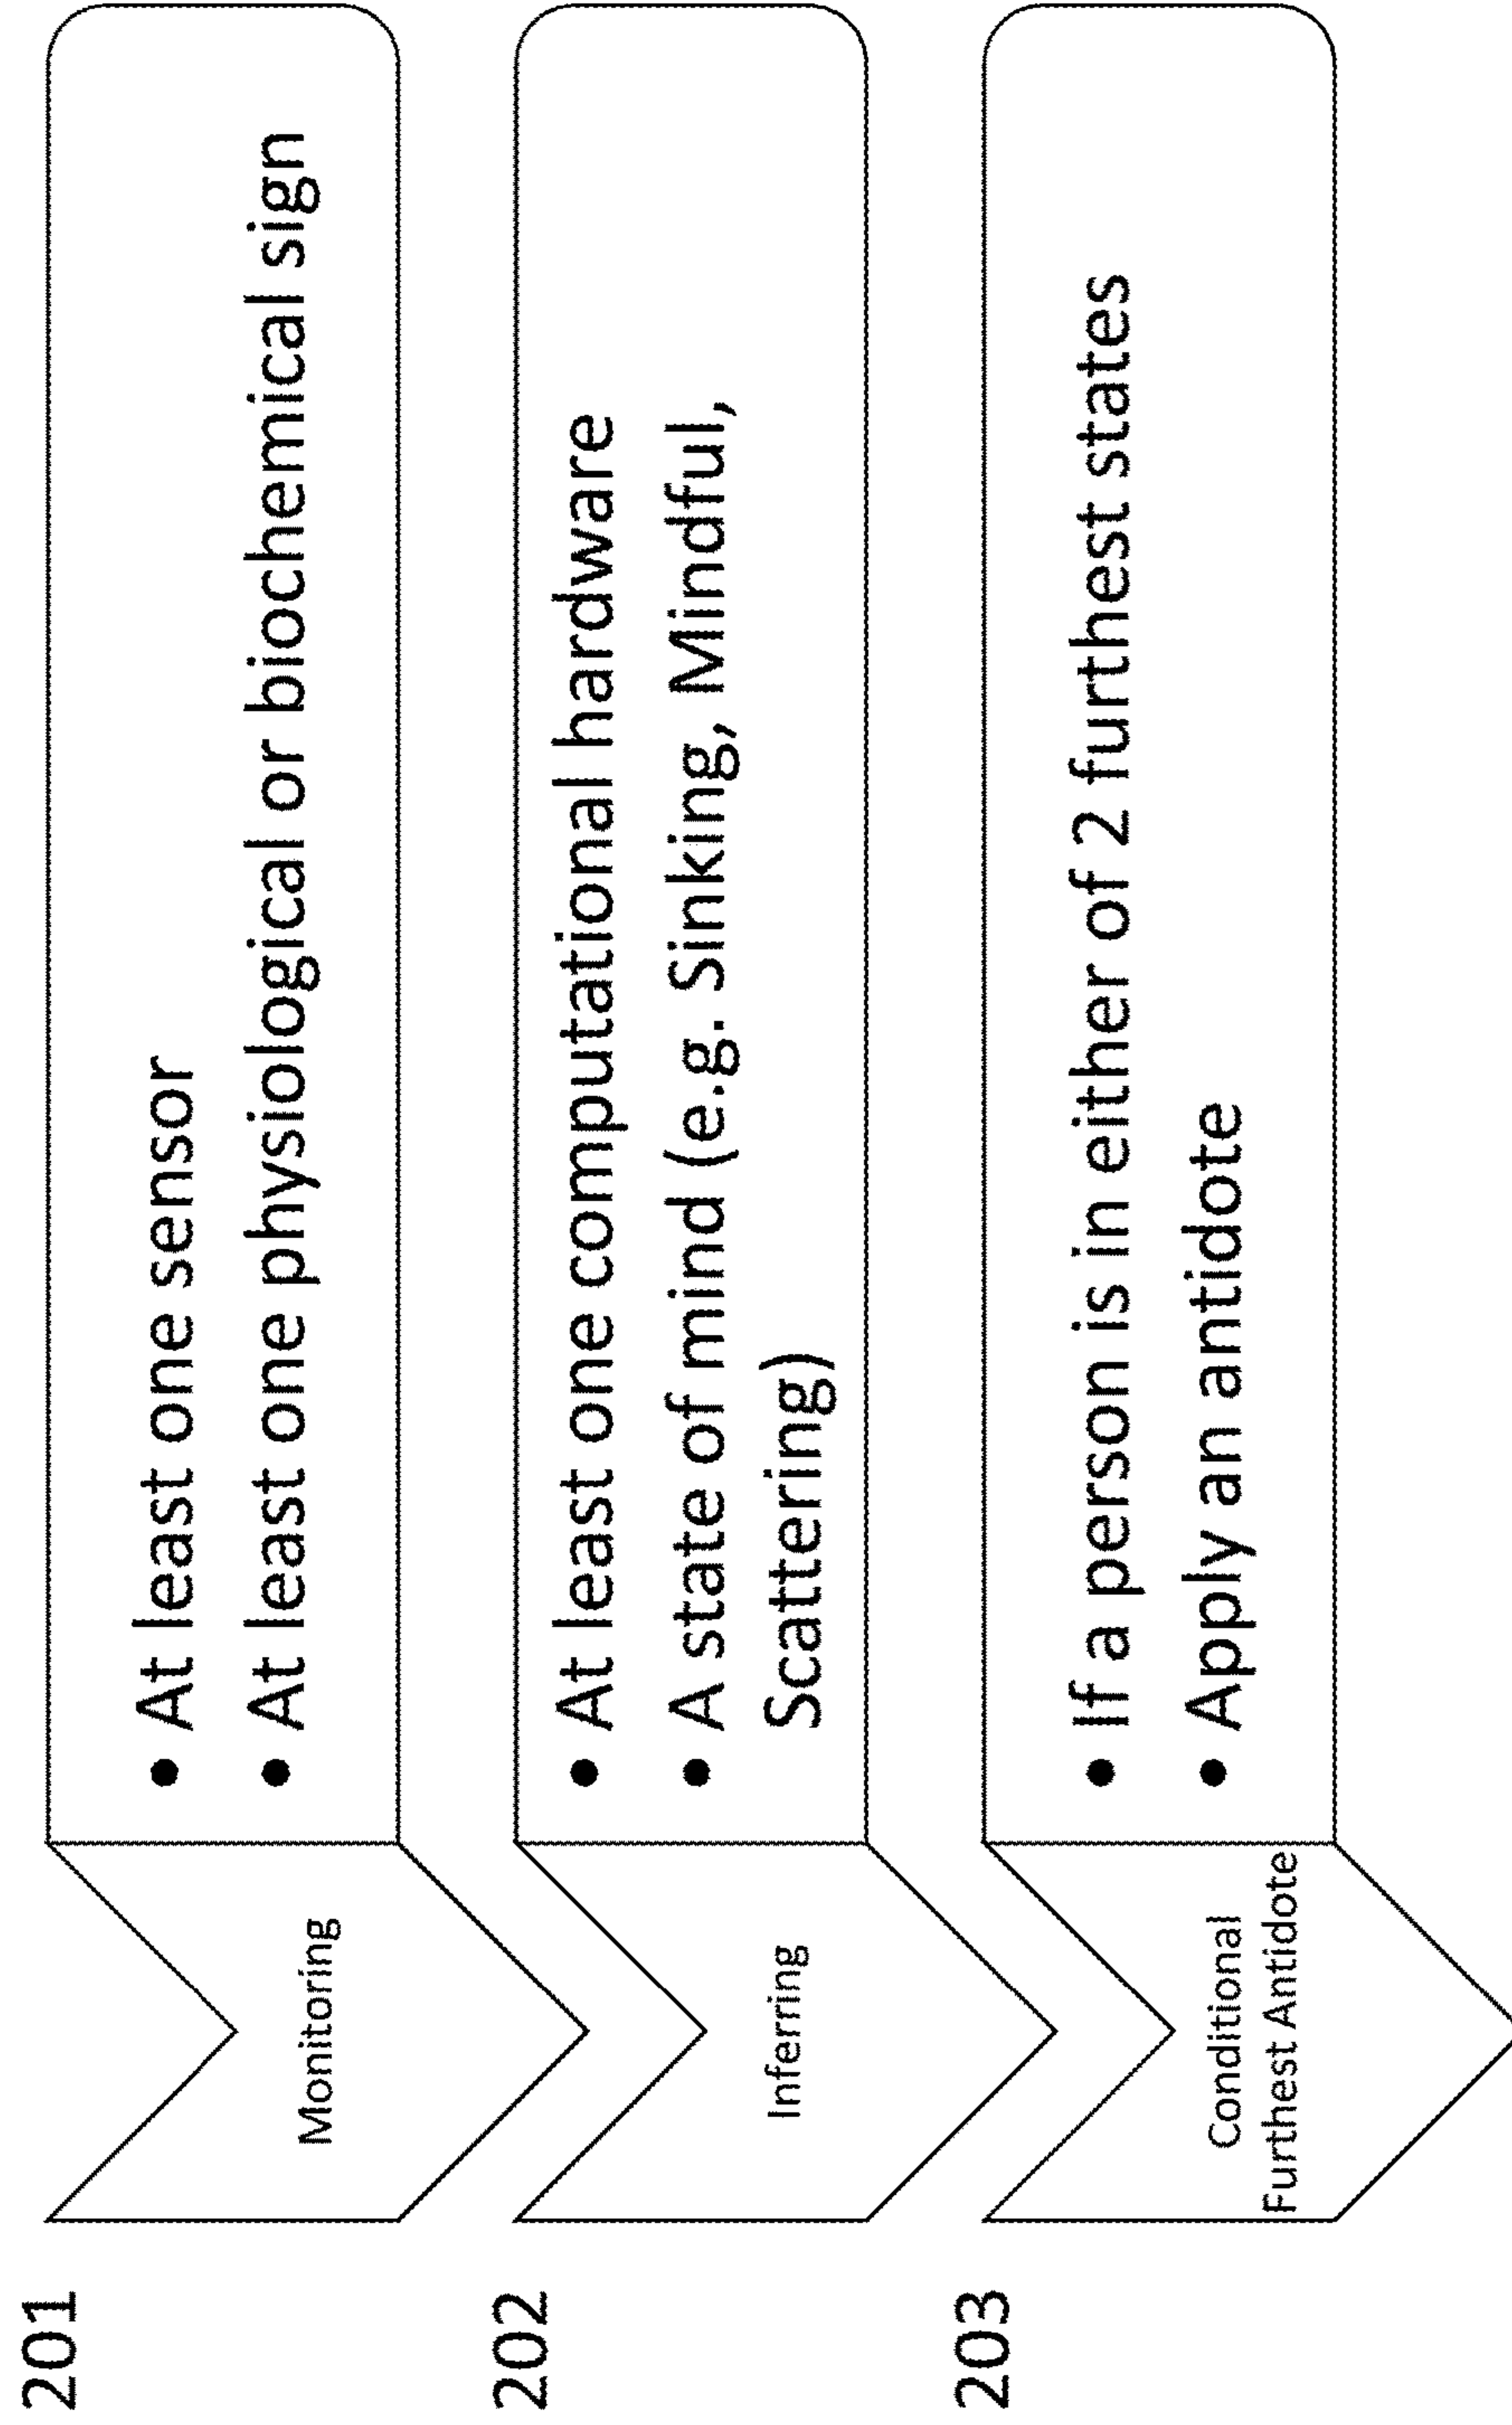 201
Monitoring
• At least one sensor
• At least one physiological or biochemical sign
202
Inferring
• At least one computational hardware
• A state of mind (e.g. Sinking, Mindful,
Scattering)
203
Conditional
Furthest Antidote
• If a person is in either of 2 furthest states
• Apply an antidote